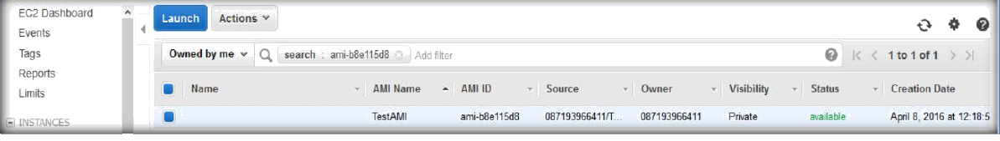 EC2 Dashboard
Events
Tags
Reports
Limits
INSTANCES
Launch Actions
Owned by me search : ami-b8e115d8 Add filter 1 to 1 of 1
Name AMI Name AMI ID Source Owner Visibility Status Creation Date
TestAMI ami-b8e115d8 087193966411/T... 087193966411 Private available April 8, 2016 at 12:18:5